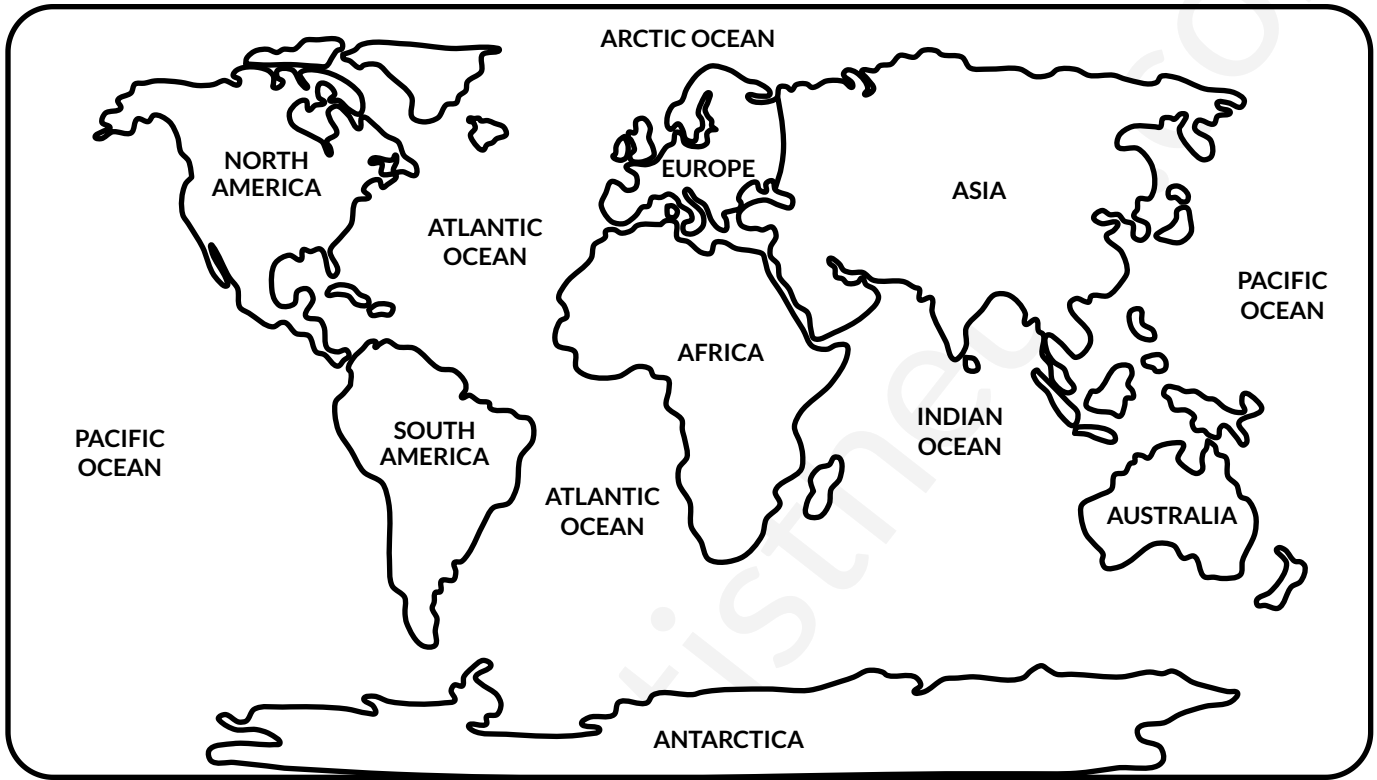 ARCTIC OCEAN
NORTH
AMERICA
EUROPE
ASIA
ATLANTIC
OCEAN
PACIFIC
OCEAN
AFRICA
INDIAN
OCEAN
PACIFIC
OCEAN
SOUTH
AMERICA
ATLANTIC
OCEAN
AUSTRALIA
ANTARCTICA